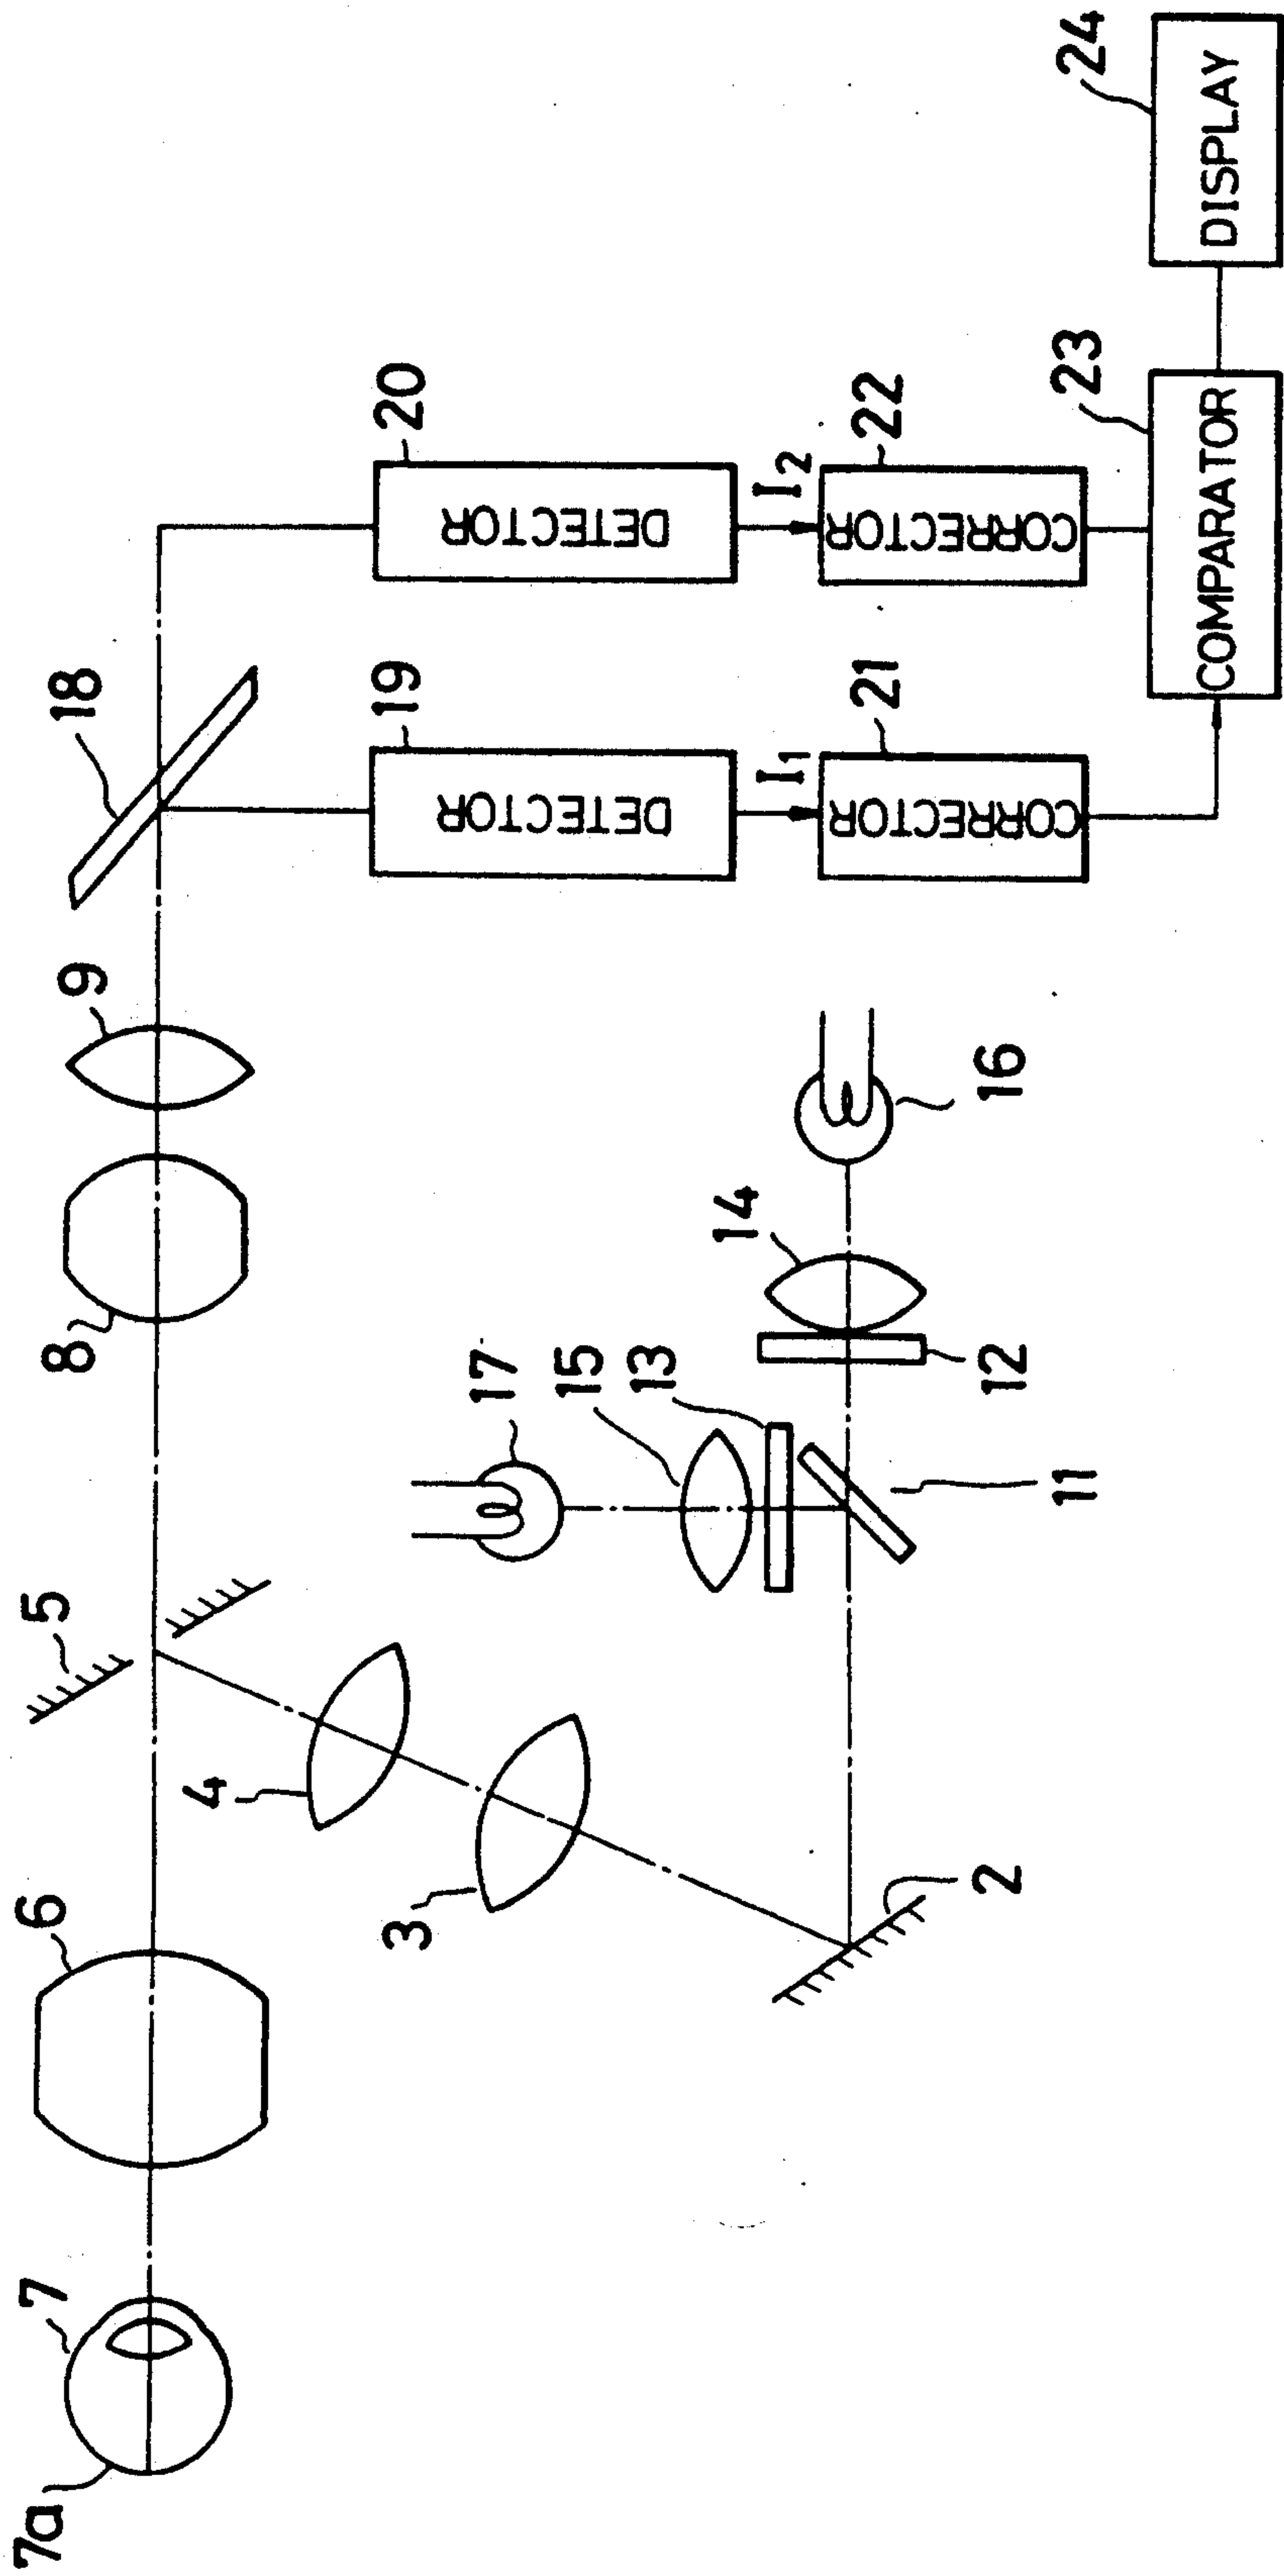 7a
7
6
5
8
9
18
4
3
2
17
15
13
11
12
14
16
19
DETECTOR
20
DETECTOR
I1
I2
21
CORRECTOR
22
CORRECTOR
23
COMPARATOR
24
DISPLAY